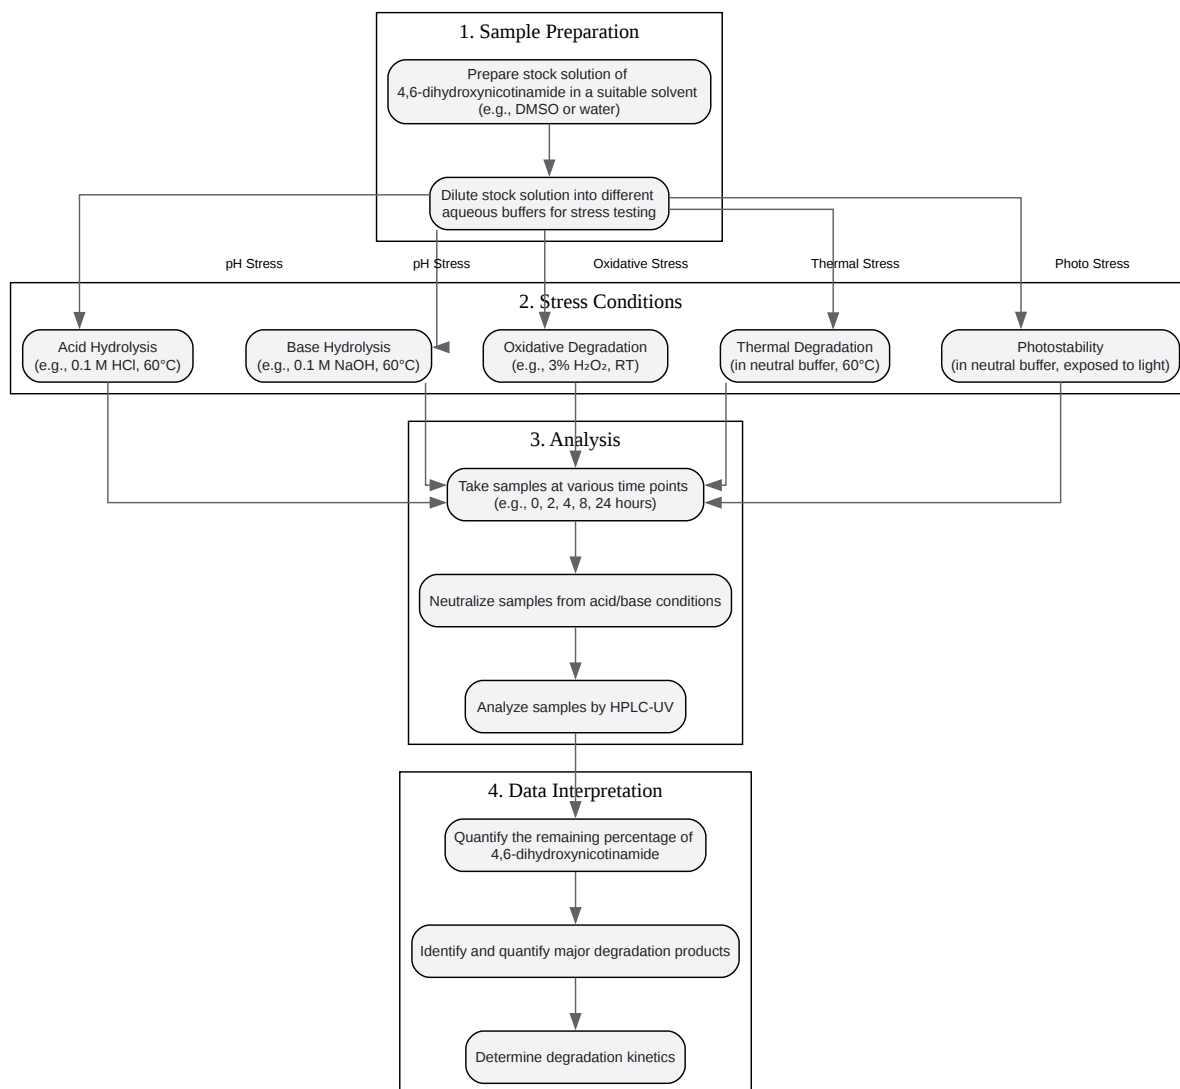 1. Sample Preparation
Prepare stock solution of
4,6-dihydroxynicotinamide in a suitable solvent
(e.g., DMSO or water)
Dilute stock solution into different
aqueous buffers for stress testing
pH Stress
pH Stress
Oxidative Stress
Thermal Stress
Photo Stress
2. Stress Conditions
Acid Hydrolysis
(e.g., 0.1 M HCl, 60°C)
Base Hydrolysis
(e.g., 0.1 M NaOH, 60°C)
Oxidative Degradation
(e.g., 3% H₂O₂, RT)
Thermal Degradation
(in neutral buffer, 60°C)
Photostability
(in neutral buffer, exposed to light)
3. Analysis
Take samples at various time points
(e.g., 0, 2, 4, 8, 24 hours)
Neutralize samples from acid/base conditions
Analyze samples by HPLC-UV
4. Data Interpretation
Quantify the remaining percentage of
4,6-dihydroxynicotinamide
Identify and quantify major degradation products
Determine degradation kinetics